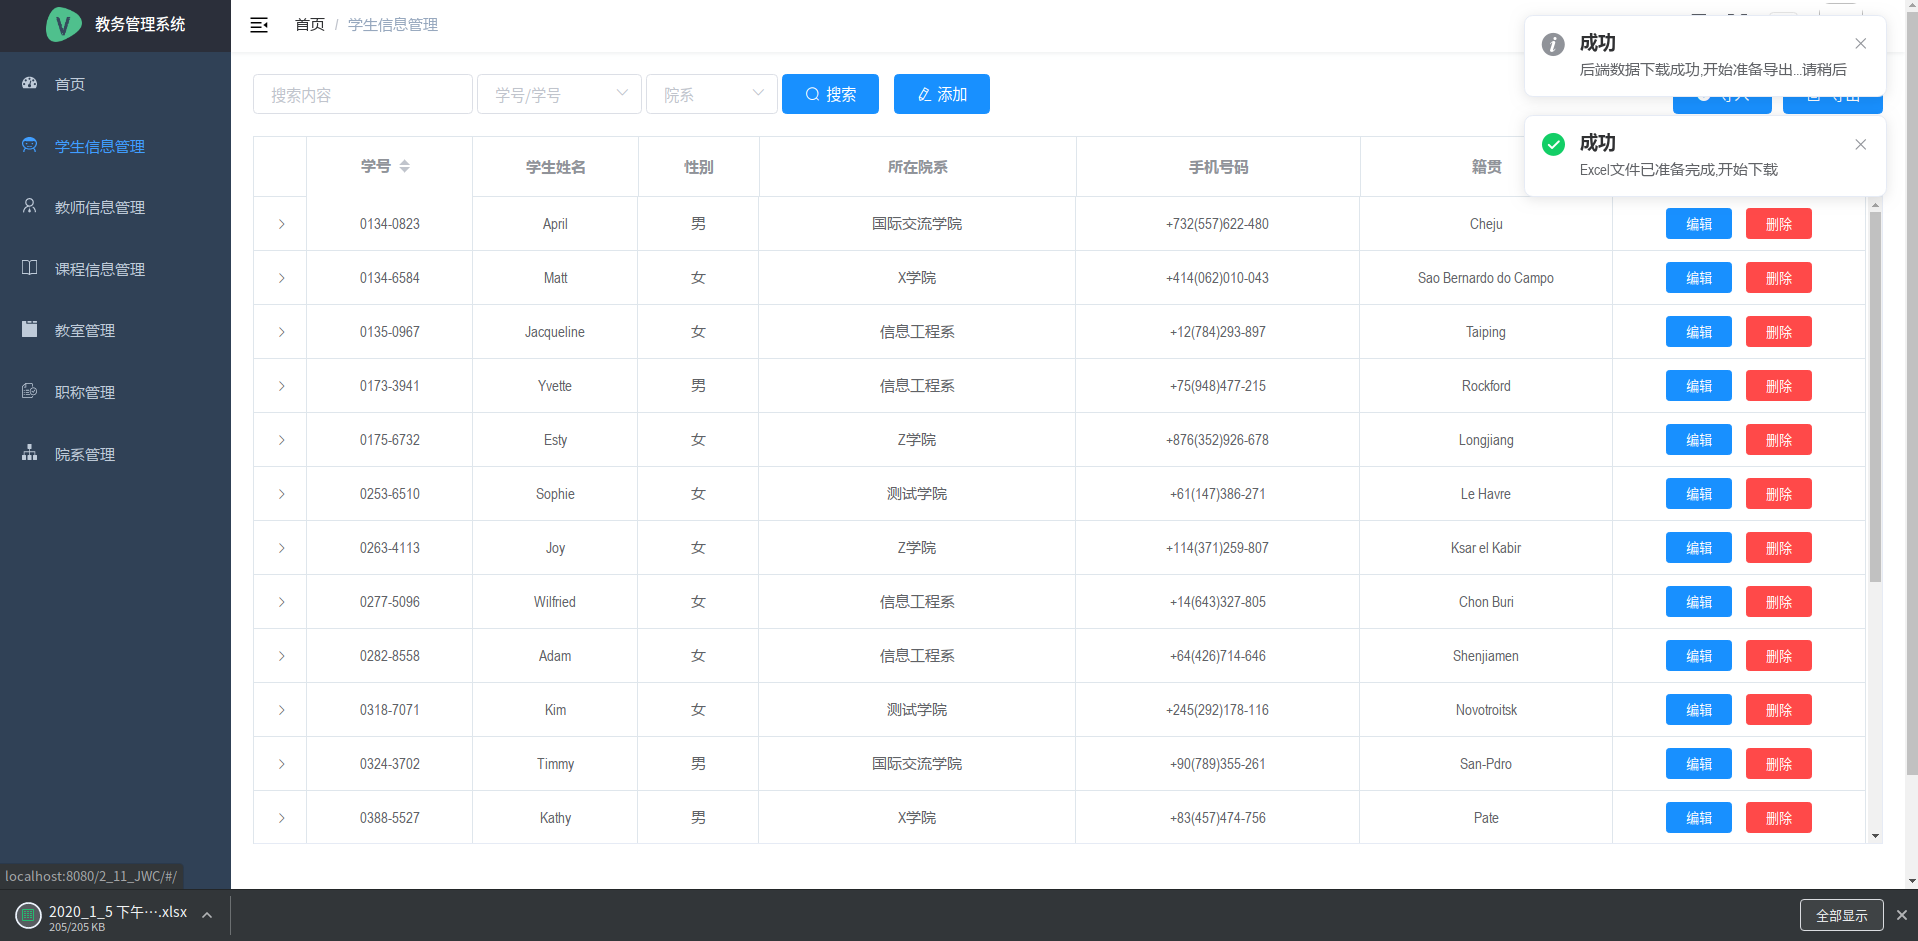 教务管理系统
首页 / 学生信息管理
首页
学生信息管理
教师信息管理
课程信息管理
教室管理
职称管理
院系管理
成功
后端数据下载成功,开始准备导出...请稍后
成功
Excel文件已准备完成,开始下载
搜索内容 学号/学号 院系 搜索 添加 导入 导出
学号 学生姓名 性别 所在院系 手机号码 籍贯
0134-0823 April 男 国际交流学院 +732(557)622-480 Cheju 编辑 删除
0134-6584 Matt 女 X学院 +414(062)010-043 Sao Bernardo do Campo 编辑 删除
0135-0967 Jacqueline 女 信息工程系 +12(784)293-897 Taiping 编辑 删除
0173-3941 Yvette 男 信息工程系 +75(948)477-215 Rockford 编辑 删除
0175-6732 Esty 女 Z学院 +876(352)926-678 Longjiang 编辑 删除
0253-6510 Sophie 女 测试学院 +61(147)386-271 Le Havre 编辑 删除
0263-4113 Joy 女 Z学院 +114(371)259-807 Ksar el Kabir 编辑 删除
0277-5096 Wilfried 女 信息工程系 +14(643)327-805 Chon Buri 编辑 删除
0282-8558 Adam 女 信息工程系 +64(426)714-646 Shenjiamen 编辑 删除
0318-7071 Kim 女 测试学院 +245(292)178-116 Novotroitsk 编辑 删除
0324-3702 Timmy 男 国际交流学院 +90(789)355-261 San-Pdro 编辑 删除
0388-5527 Kathy 男 X学院 +83(457)474-756 Pate 编辑 删除
localhost:8080/2_11_JWC/#/
2020_1_5 下午….xlsx
205/205 KB
全部显示